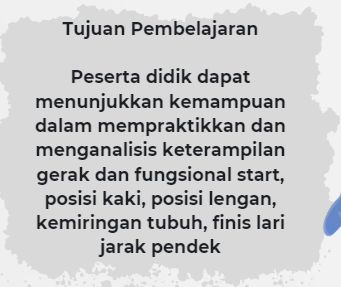 Tujuan Pembelajaran
Peserta didik dapat
menunjukkan kemampuan
dalam mempraktikkan dan
menganalisis keterampilan
gerak dan fungsional start,
posisi kaki, posisi lengan,
kemiringan tubuh, finis lari
jarak pendek